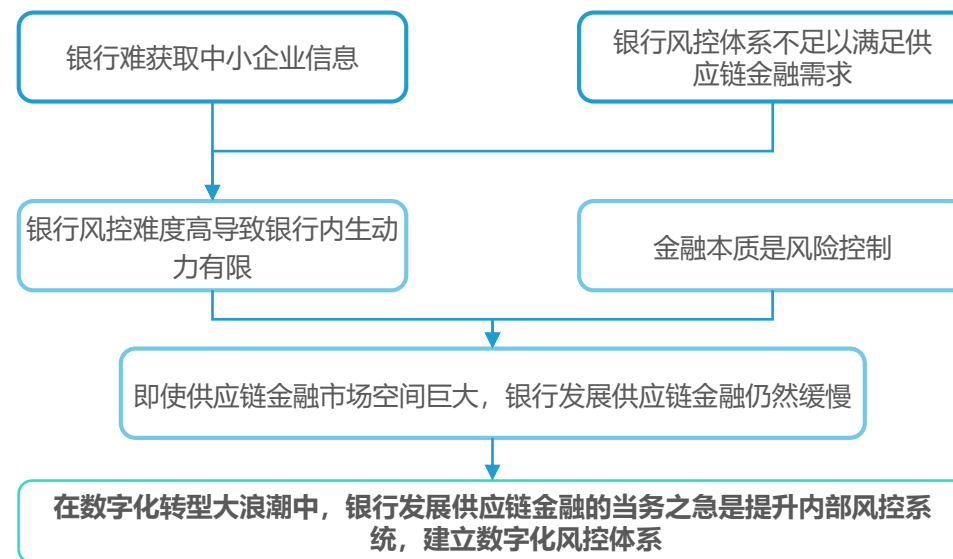 银行难获取中小企业信息
银行风控体系不足以满足供
应链金融需求
银行风控难度高导致银行内生动
力有限
金融本质是风险控制
即使供应链金融市场空间巨大，银行发展供应链金融仍然缓慢
在数字化转型大浪潮中，银行发展供应链金融的当务之急是提升内部风控系
统，建立数字化风控体系